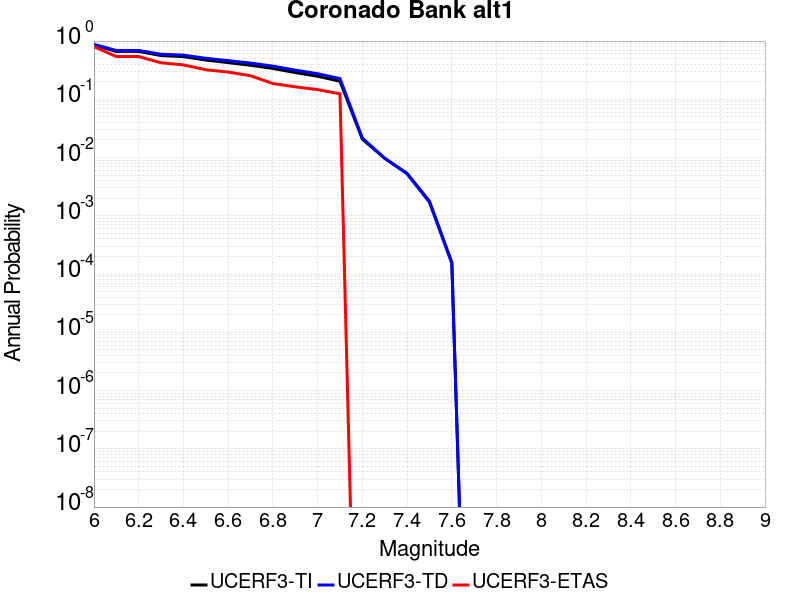 Coronado Bank alt1
Annual Probability
10^0
10^-1
10^-2
10^-3
10^-4
10^-5
10^-6
10^-7
10^-8
6 6.2 6.4 6.6 6.8 7 7.2 7.4 7.6 7.8 8 8.2 8.4 8.6 8.8 9
Magnitude
UCERF3-TI UCERF3-TD UCERF3-ETAS